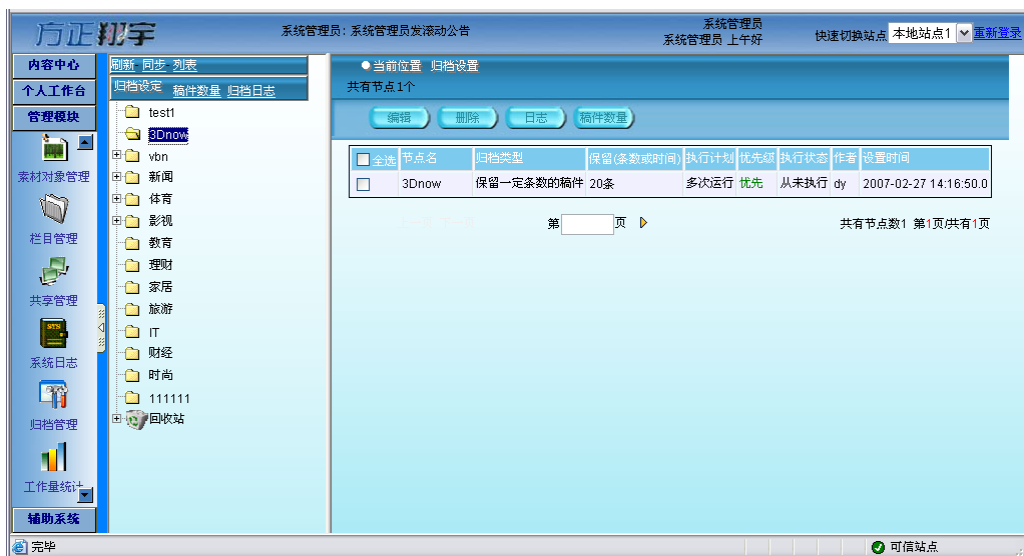 方正翔宇
系统管理员: 系统管理员发滚动公告
系统管理员
系统管理员 上午好
快速切换站点 本地站点1 重新登录
内容中心
个人工作台
管理模块
素材对象管理
栏目管理
共享管理
STS
系统日志
归档管理
工作量统计
辅助系统
刷新 同步 列表
归档设定 稿件数量 归档日志
test1
3Dnow
vbn
新闻
体育
影视
教育
理财
家居
旅游
IT
财经
时尚
111111
回收站
当前位置 归档设置
共有节点1个
编辑 删除 日志 稿件数量
全选 节点名 归档类型 保留(条数或时间) 执行计划 优先级 执行状态 作者 设置时间
3Dnow 保留一定条数的稿件 20条 多次运行 优先 从未执行 dy 2007-02-27 14:16:50.0
第 页 共有节点数1 第1页/共有1页
完毕 可信站点